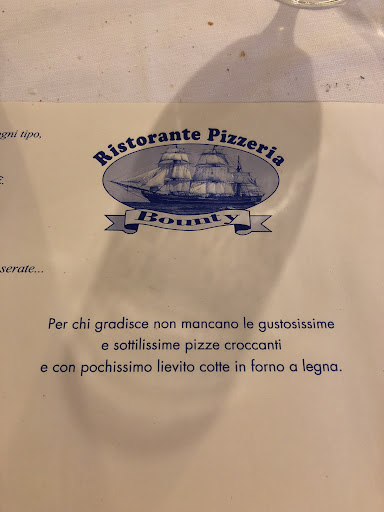 Ristorante Pizzeria
Bounty
gni tipo,
serate...
Per chi gradisce non mancano le gustosissime
e sottilissime pizze croccanti
e con pochissimo lievito cotte in forno a legna.